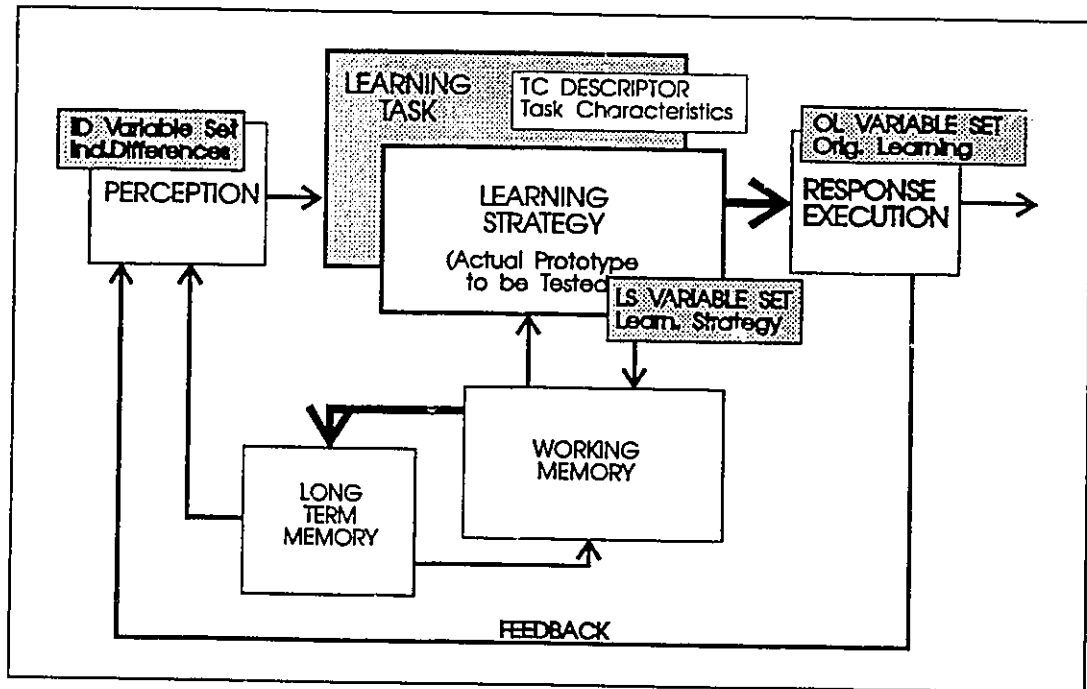 LEARNING
TASK
TC DESCRIPTOR
Task Characteristics
ID Variable Set
Ind.Differences
PERCEPTION
OL VARIABLE SET
Orig. Learning
RESPONSE
EXECUTION
LEARNING
STRATEGY
(Actual Prototype
to be Tested
LS VARIABLE SET
Learn. Strategy
WORKING
MEMORY
LONG
TERM
MEMORY
FEEDBACK